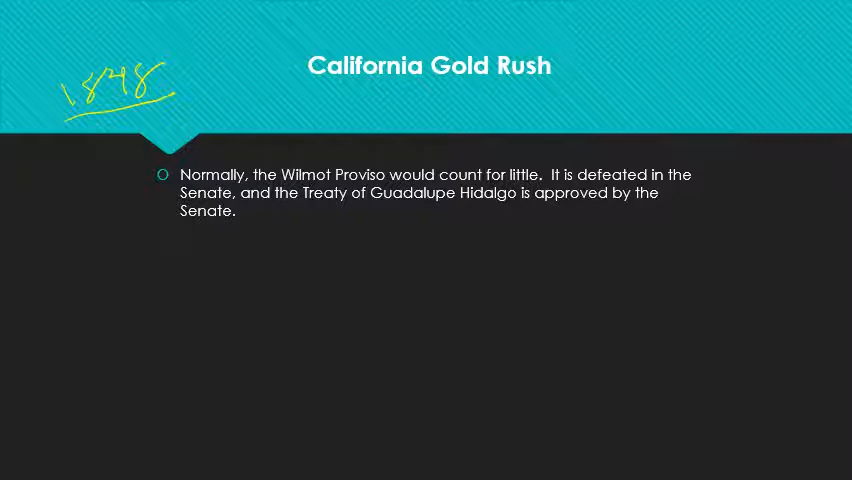 1848
California Gold Rush
Normally, the Wilmot Proviso would count for little. It is defeated in the
Senate, and the Treaty of Guadalupe Hidalgo is approved by the
Senate.